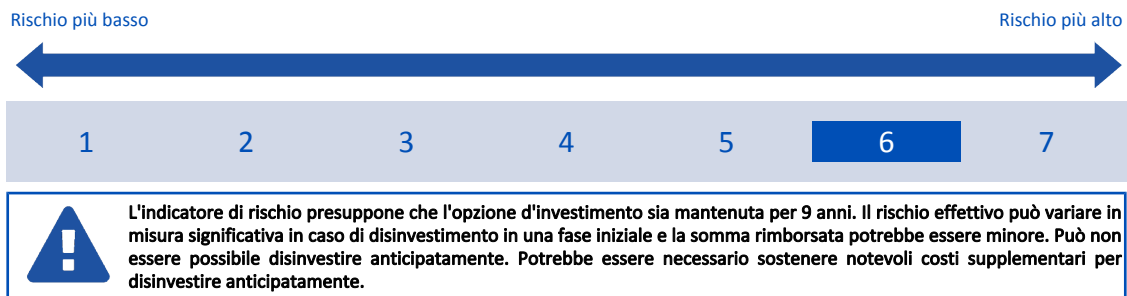 Rischio più basso Rischio più alto
1 2 3 4 5 6 7
L'indicatore di rischio presuppone che l'opzione d'investimento sia mantenuta per 9 anni. Il rischio effettivo può variare in
misura significativa in caso di disinvestimento in una fase iniziale e la somma rimborsata potrebbe essere minore. Può non
essere possibile disinvestire anticipatamente. Potrebbe essere necessario sostenere notevoli costi supplementari per
disinvestire anticipatamente.